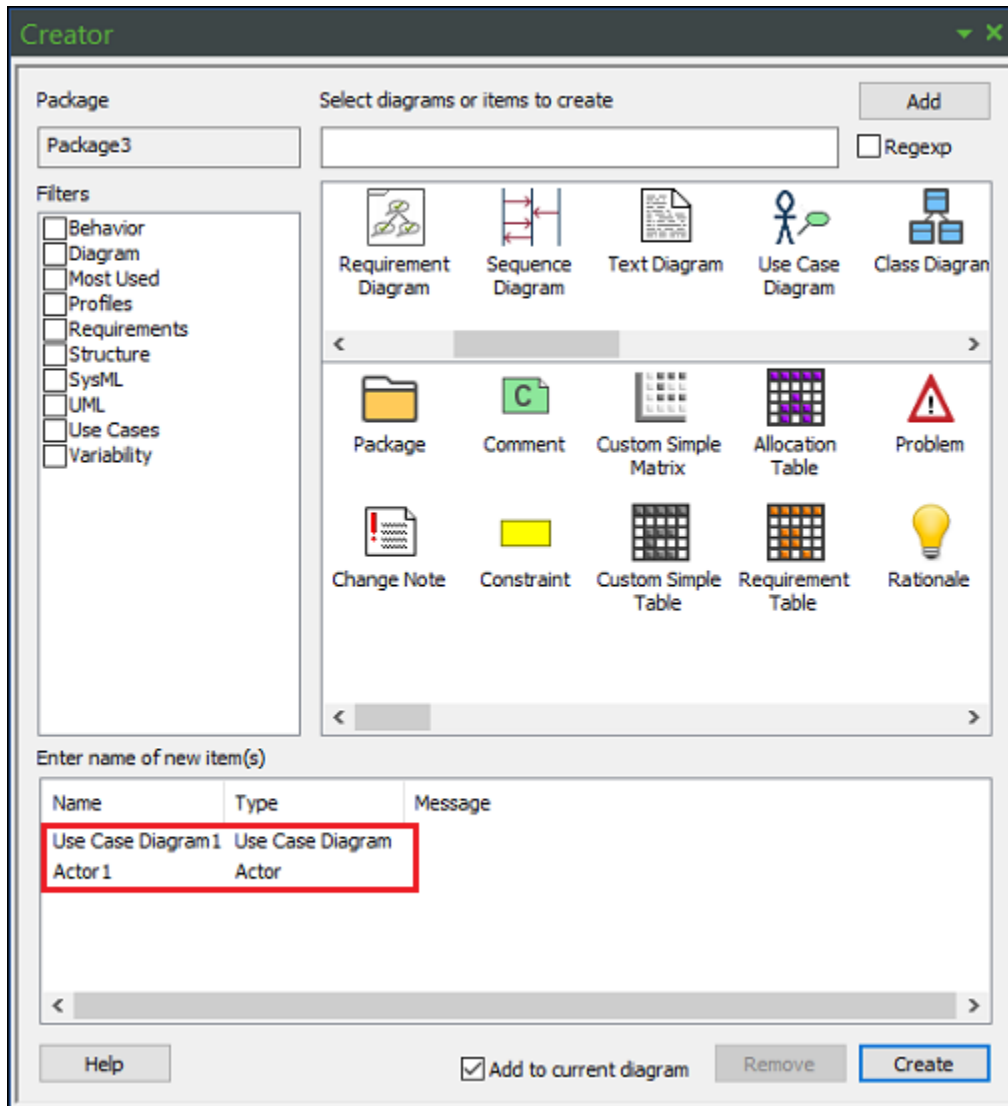 Creator
Package
Select diagrams or items to create
Add
Package3
Regexp
Filters
Behavior
Diagram
Most Used
Profiles
Requirements
Structure
SysML
UML
Use Cases
Variability
Requirement
Diagram
Sequence
Diagram
Text Diagram
Use Case
Diagram
Class Diagran
Package
C
Comment
Custom Simple
Matrix
Allocation
Table
Problem
Change Note
Constraint
Custom Simple
Table
Requirement
Table
Rationale
Enter name of new item(s)
Name Type Message
Use Case Diagram1 Use Case Diagram
Actor1 Actor
Help
Add to current diagram
Remove
Create